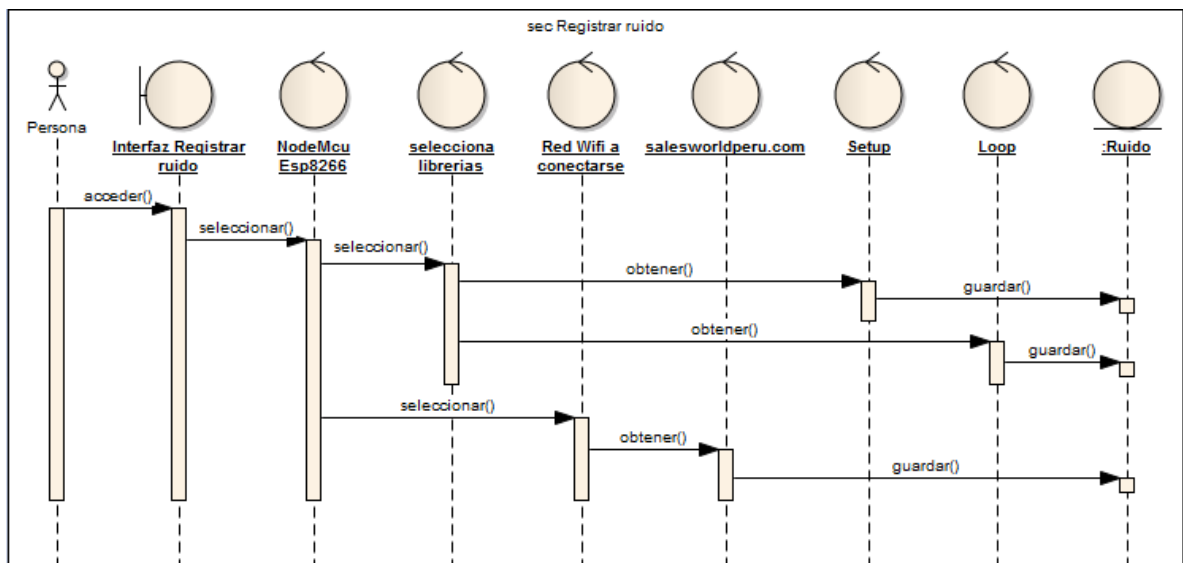 sec Registrar ruido
Persona
Interfaz Registrar
ruido
NodeMcu
Esp8266
selecciona
librerias
Red Wifi a
conectarse
salesworldperu.com
Setup
Loop
:Ruido
acceder()
seleccionar()
seleccionar()
obtener()
guardar()
obtener()
guardar()
seleccionar()
obtener()
guardar()